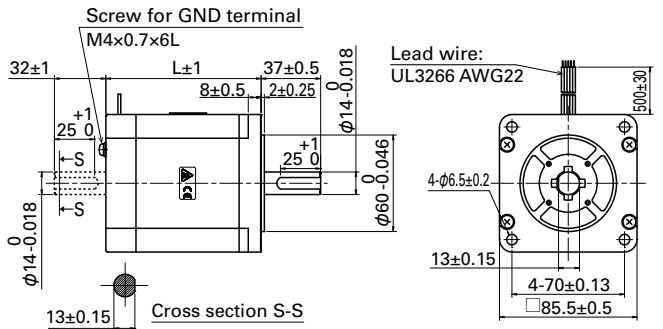 Screw for GND terminal
M4×0.7×6L
32±1
L±1
37±0.5
8±0.5
2±0.25
0
ϕ14-0.018
+1
25 0
S
S
0
ϕ14-0.018
+1
25 0
0
ϕ60-0.046
CE
13±0.15
Cross section S-S
Lead wire:
UL3266 AWG22
500±30
4-ϕ6.5±0.2
13±0.15
4-70±0.13
□85.5±0.5